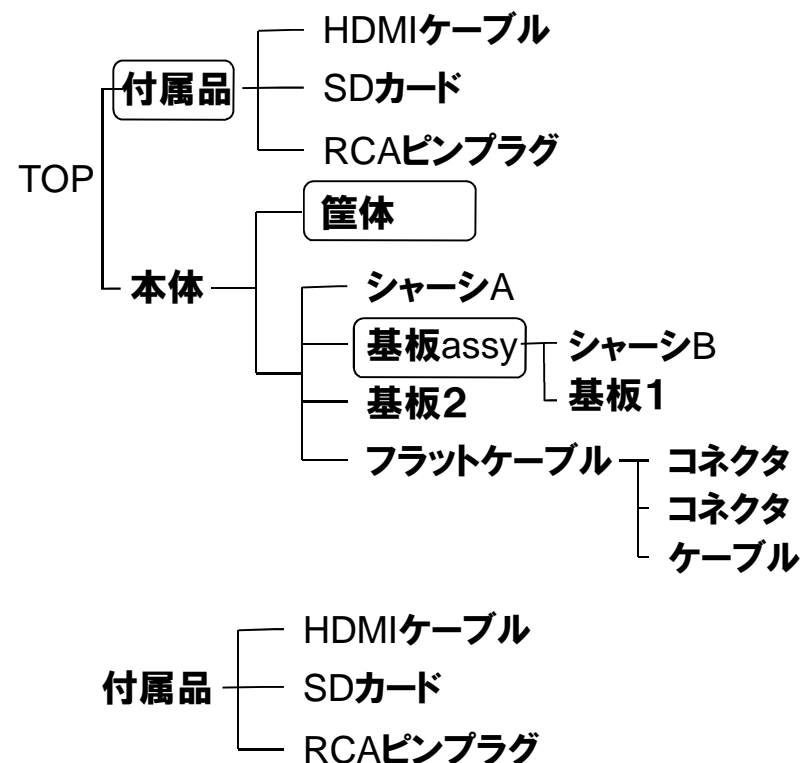 HDMIケーブル
付属品
SDカード
RCAピンプラグ
TOP
筐体
本体
シャーシA
基板assy
シャーシB
基板1
基板2
フラットケーブル
コネクタ
コネクタ
ケーブル
HDMIケーブル
付属品
SDカード
RCAピンプラグ